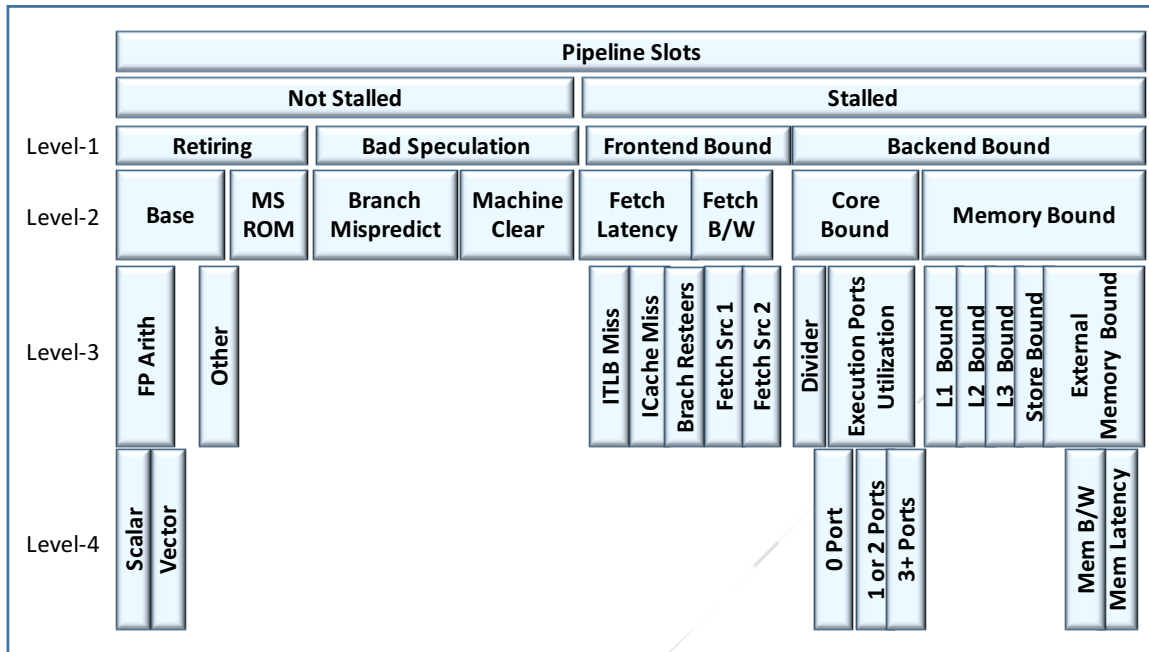 Pipeline Slots
Not Stalled
Stalled
Level-1
Retiring
Bad Speculation
Frontend Bound
Backend Bound
Level-2
Base
MS
ROM
Branch
Mispredict
Machine
Clear
Fetch
Latency
Fetch
B/W
Core
Bound
Memory Bound
Level-3
FP Arith
Other
ITLB Miss
ICache Miss
Brach Resteers
Fetch Src 1
Fetch Src 2
Divider
Execution Ports
Utilization
L1 Bound
L2 Bound
L3 Bound
Store Bound
External
Memory Bound
Level-4
Scalar
Vector
0 Port
1 or 2 Ports
3+ Ports
Mem B/W
Mem Latency